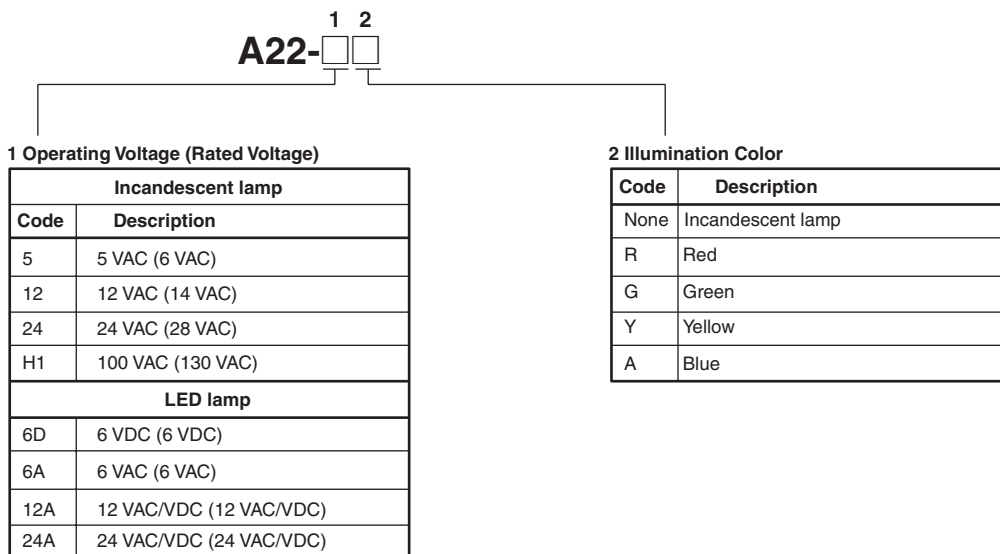 1 2
A22-□□
1 Operating Voltage (Rated Voltage)
Incandescent lamp
Code Description
5 5 VAC (6 VAC)
12 12 VAC (14 VAC)
24 24 VAC (28 VAC)
H1 100 VAC (130 VAC)
LED lamp
6D 6 VDC (6 VDC)
6A 6 VAC (6 VAC)
12A 12 VAC/VDC (12 VAC/VDC)
24A 24 VAC/VDC (24 VAC/VDC)
2 Illumination Color
Code Description
None Incandescent lamp
R Red
G Green
Y Yellow
A Blue